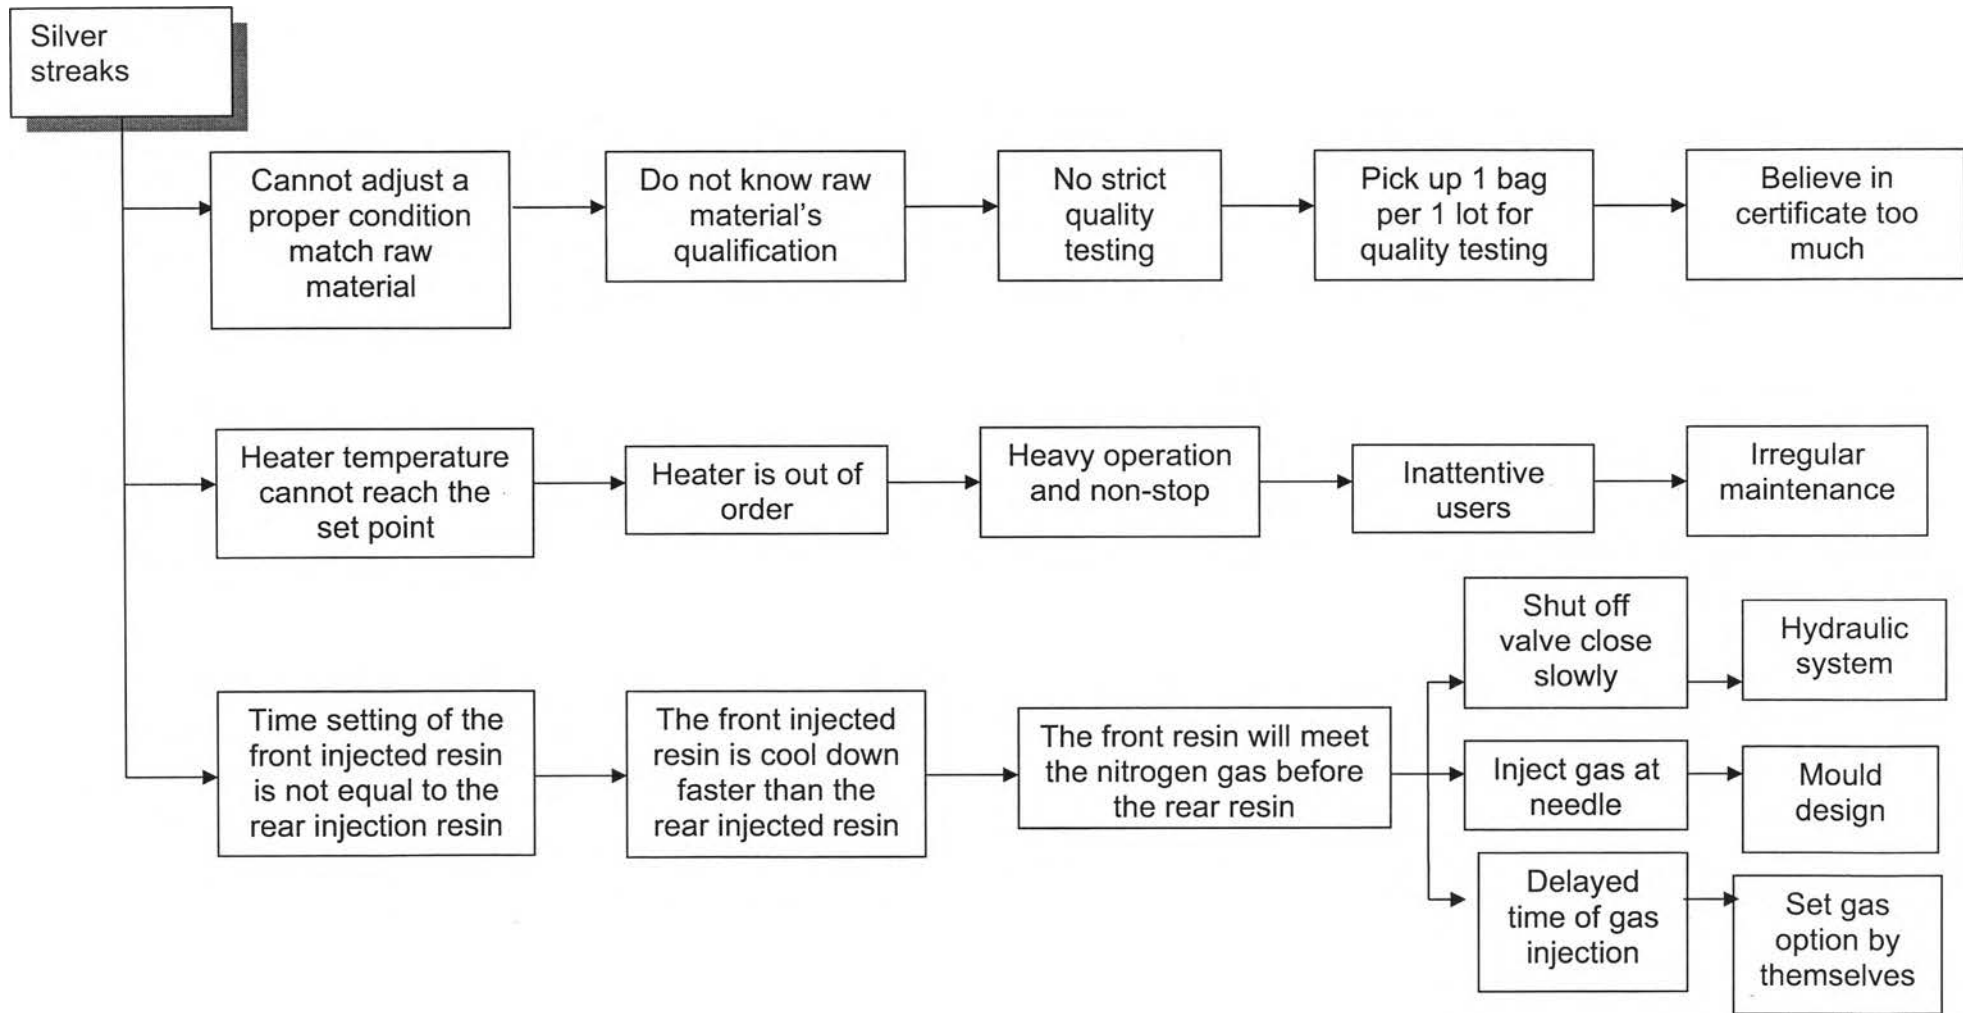 Silver
streaks
Cannot adjust a
proper condition
match raw
material
Do not know raw
material's
qualification
No strict
quality
testing
Pick up 1 bag
per 1 lot for
quality testing
Believe in
certificate too
much
Heater temperature
cannot reach the
set point
Heater is out of
order
Heavy operation
and non-stop
Inattentive
users
Irregular
maintenance
Time setting of the
front injected resin
is not equal to the
rear injection resin
The front injected
resin is cool down
faster than the
rear injected resin
The front resin will meet
the nitrogen gas before
the rear resin
Shut off
valve close
slowly
Hydraulic
system
Inject gas at
needle
Mould
design
Delayed
time of gas
injection
Set gas
option by
themselves